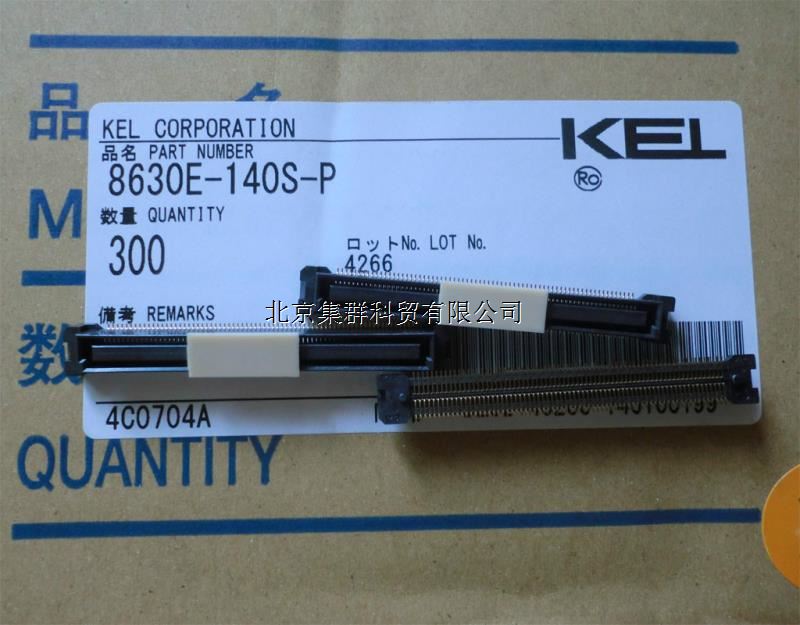 品 名
KEL CORPORATION
KEL
品名 PART NUMBER
8630E-140S-P
Ro
数量 QUANTITY
300
ロットNo. LOT No.
4266
北京集群科贸有限公司
備考 REMARKS
数
4C0704A
QUANTITY